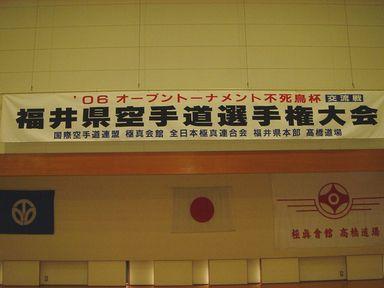 '06 オープントーナメント不死鳥杯 交流戦
福井県空手道選手権大会
国際空手道連盟 極真会館 全日本極真連合会 福井県本部 高橋道場
極眞會館 高橋道場